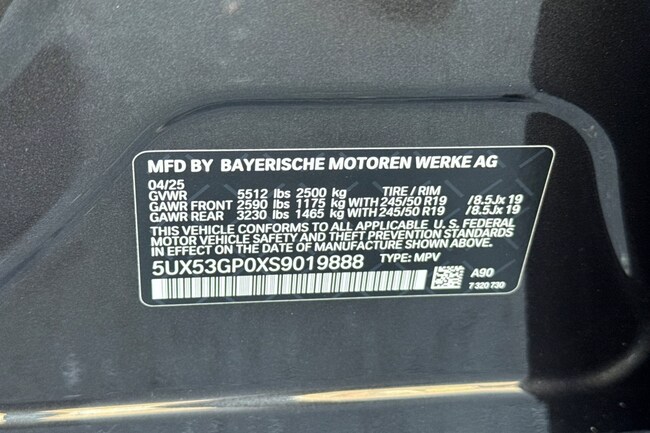 MFD BY BAYERISCHE MOTOREN WERKE AG
04/25
GVWR 5512 lbs 2500 kg TIRE / RIM
GAWR FRONT 2590 lbs 1175 kg WITH 245/50 R19 / 8.5Jx 19
GAWR REAR 3230 lbs 1465 kg WITH 245/50 R19 / 8.5Jx 19
THIS VEHICLE CONFORMS TO ALL APPLICABLE U. S. FEDERAL
MOTOR VEHICLE SAFETY AND THEFT PREVENTION STANDARDS
IN EFFECT ON THE DATE OF MANUFACTURE SHOWN ABOVE.
5UX53GP0XS9019888 TYPE: MPV
A90
7 320 730